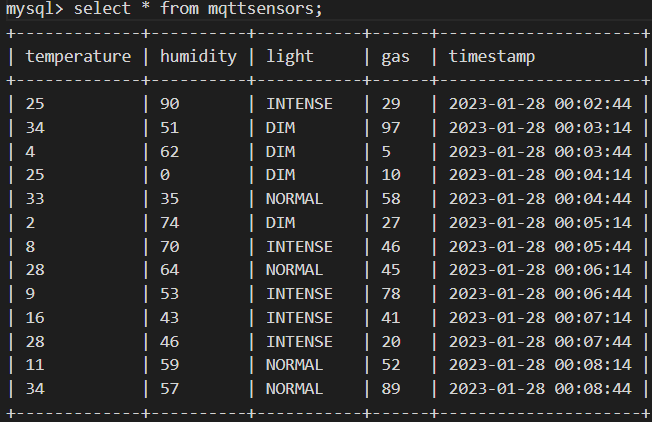 mysql> select * from mqttsensors;
+-------------+----------+-----------+------+---------------------+
| temperature | humidity | light     | gas  | timestamp           |
+-------------+----------+-----------+------+---------------------+
| 25          | 90       | INTENSE   | 29   | 2023-01-28 00:02:44 |
| 34          | 51       | DIM       | 97   | 2023-01-28 00:03:14 |
| 4           | 62       | DIM       | 5    | 2023-01-28 00:03:44 |
| 25          | 0        | DIM       | 10   | 2023-01-28 00:04:14 |
| 33          | 35       | NORMAL    | 58   | 2023-01-28 00:04:44 |
| 2           | 74       | DIM       | 27   | 2023-01-28 00:05:14 |
| 8           | 70       | INTENSE   | 46   | 2023-01-28 00:05:44 |
| 28          | 64       | NORMAL    | 45   | 2023-01-28 00:06:14 |
| 9           | 53       | INTENSE   | 78   | 2023-01-28 00:06:44 |
| 16          | 43       | INTENSE   | 41   | 2023-01-28 00:07:14 |
| 28          | 46       | INTENSE   | 20   | 2023-01-28 00:07:44 |
| 11          | 59       | NORMAL    | 52   | 2023-01-28 00:08:14 |
| 34          | 57       | NORMAL    | 89   | 2023-01-28 00:08:44 |
+-------------+----------+-----------+------+---------------------+